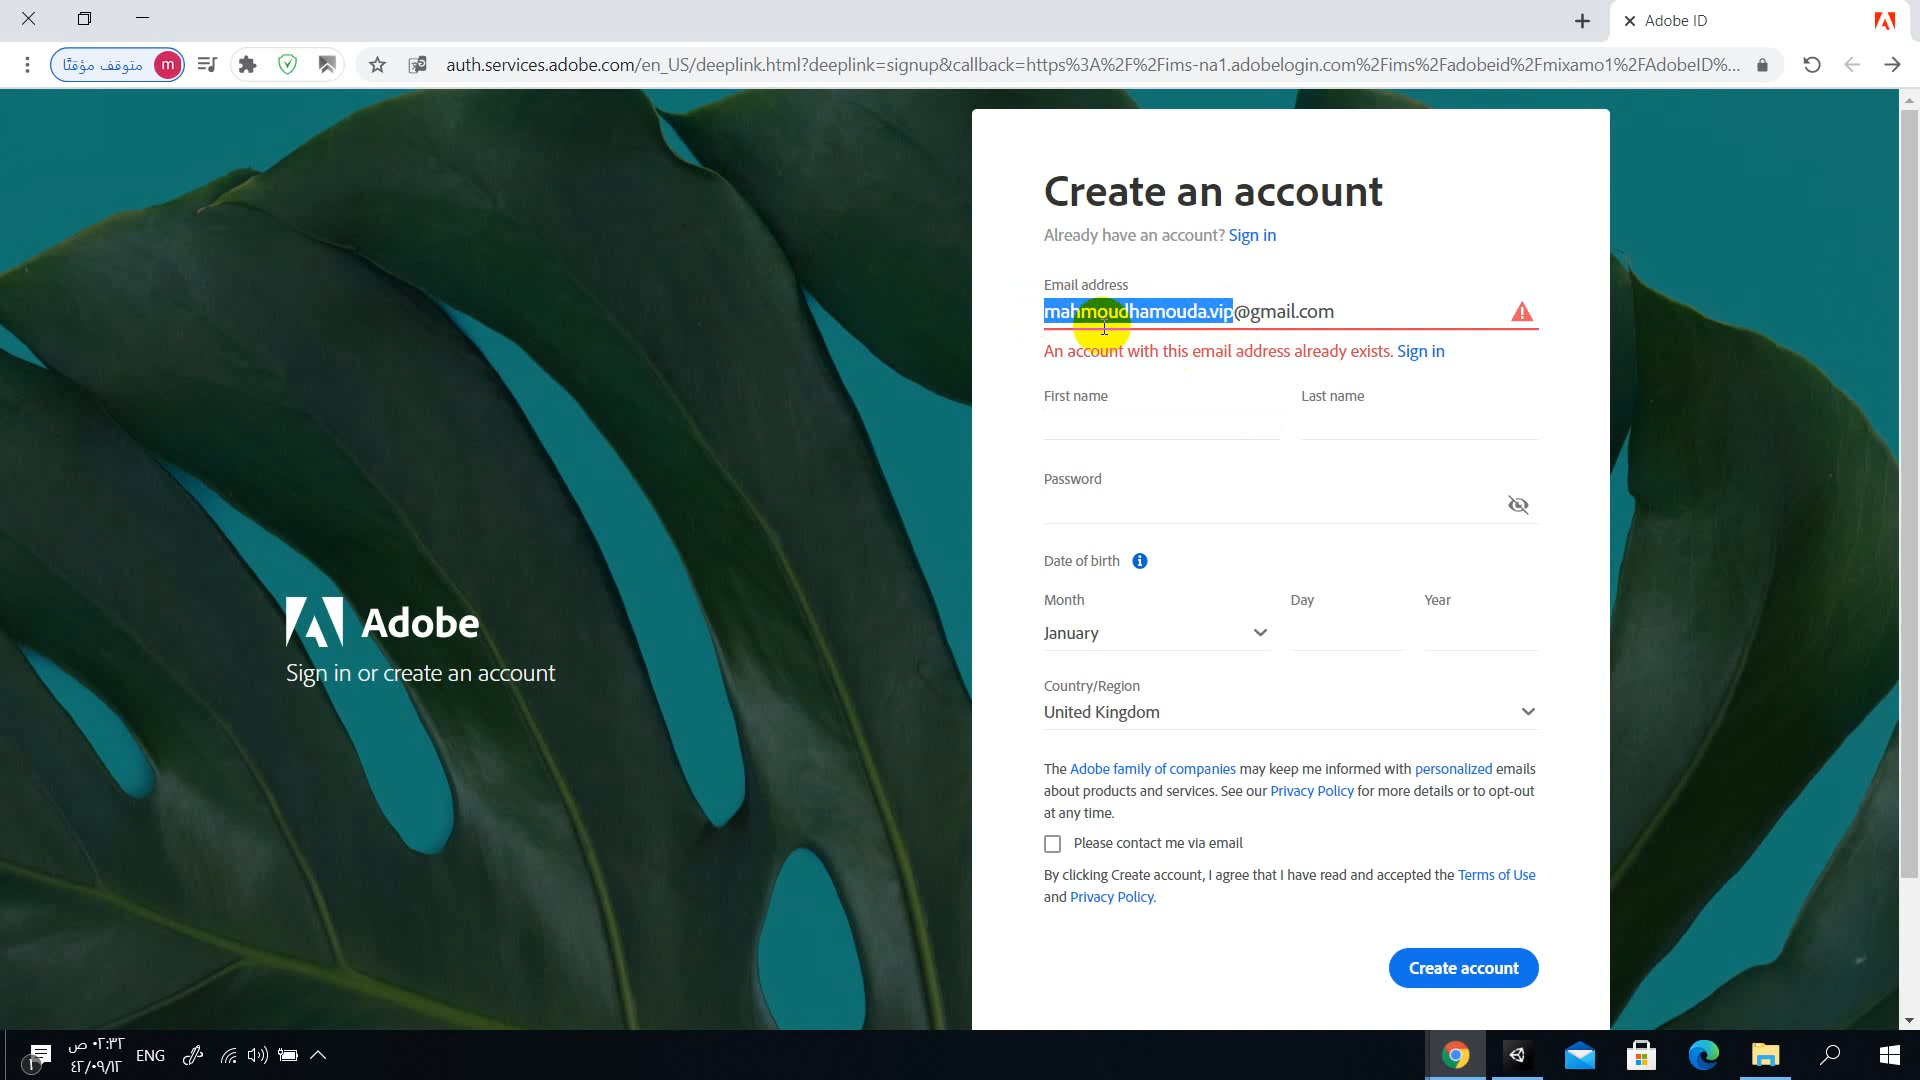 Adobe ID
متوقف مؤقتًا
m
auth.services.adobe.com/en_US/deeplink.html?deeplink=signup&callback=https%3A%2F%2Fims-na1.adobelogin.com%2Fims%2Fadobeid%2Fmixamo1%2FAdobeID%...
Create an account
Already have an account? Sign in
Email address
mahmoudhamouda.vip@gmail.com
An account with this email address already exists. Sign in
First name
Last name
Password
Date of birth
Month
Day
Year
January
Country/Region
United Kingdom
The Adobe family of companies may keep me informed with personalized emails
about products and services. See our Privacy Policy for more details or to opt-out
at any time.
Please contact me via email
By clicking Create account, I agree that I have read and accepted the Terms of Use
and Privacy Policy.
Create account
Adobe
Sign in or create an account
١
٠٢:٣٢ ص
٤٢/٠٩/١٢
ENG